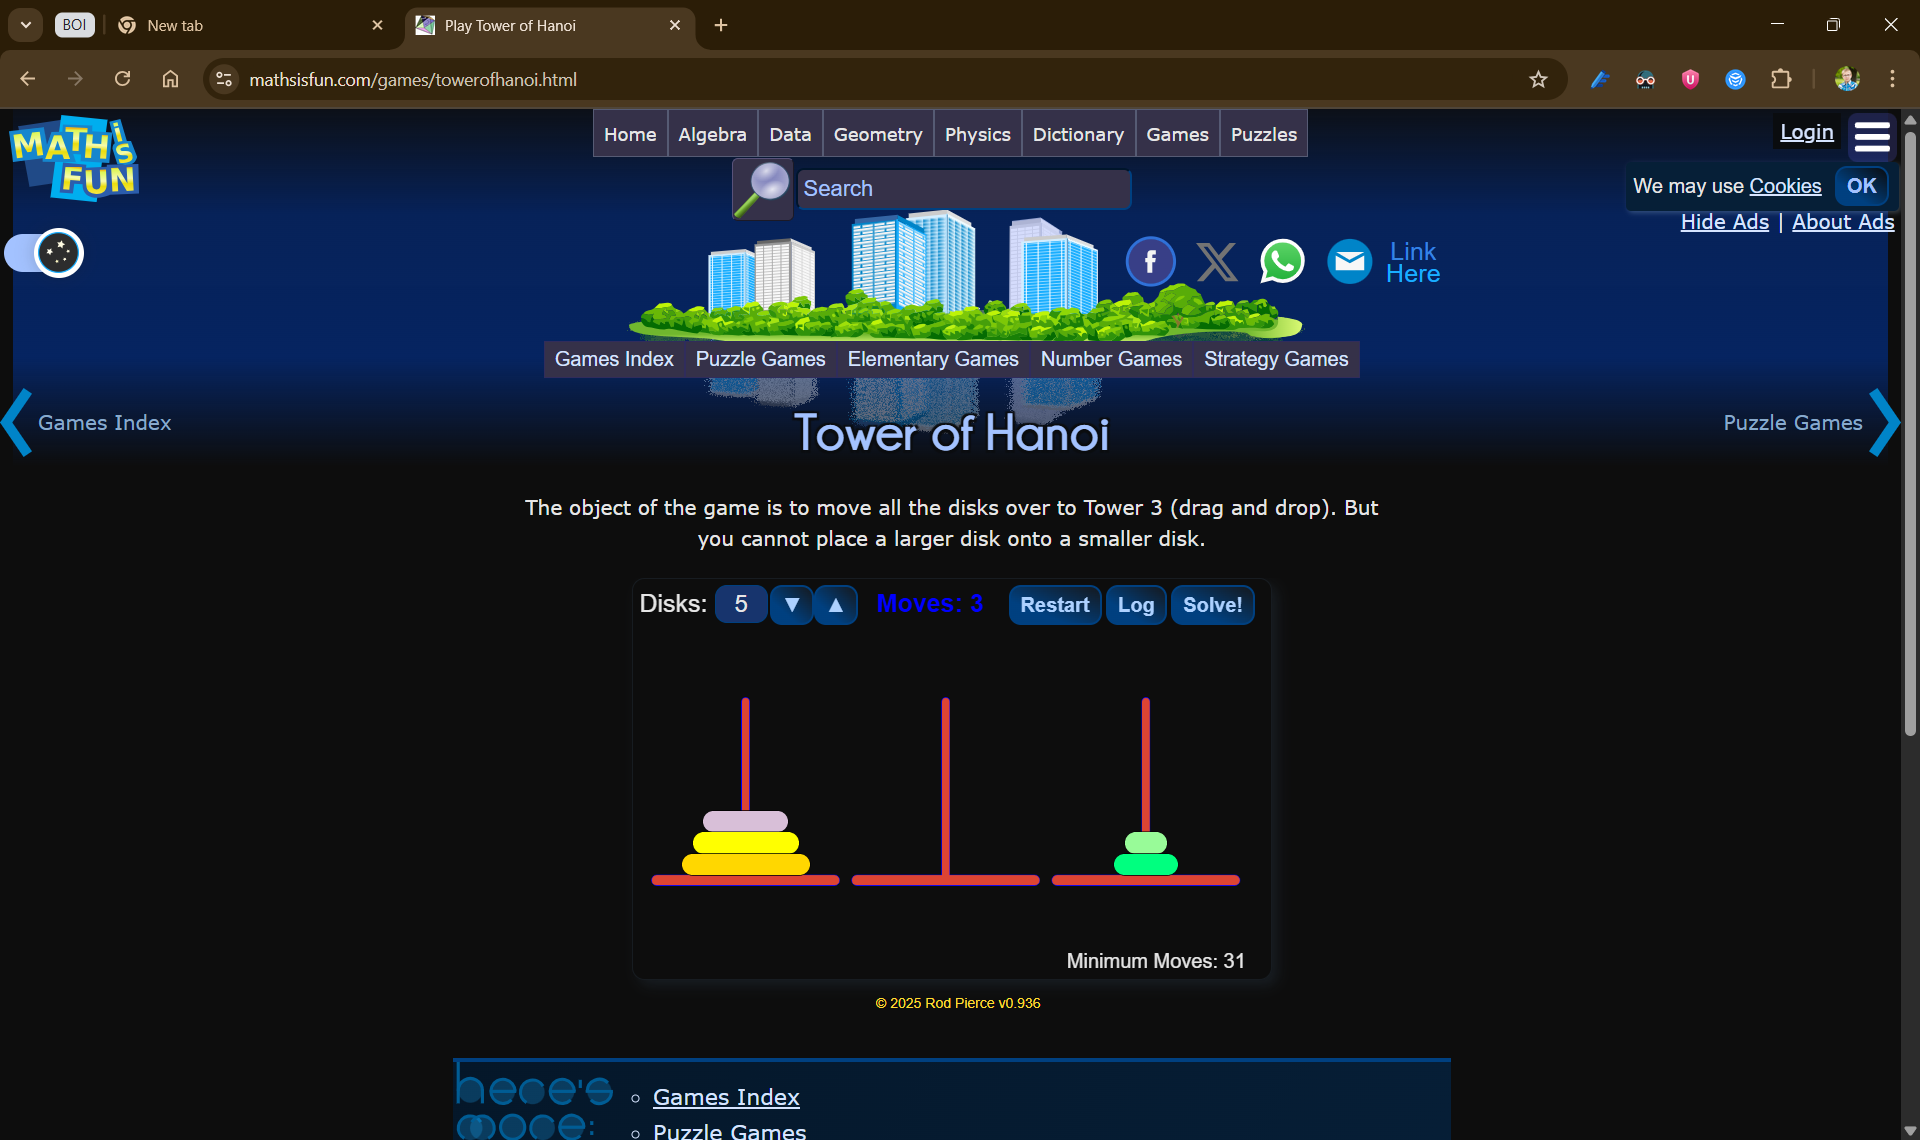 BOI
New tab
Play Tower of Hanoi
mathsisfun.com/games/towerofhanoi.html
MATH iS FUN
Home Algebra Data Geometry Physics Dictionary Games Puzzles
Login
Search
We may use Cookies OK
Hide Ads | About Ads
Link
Here
Games Index Puzzle Games Elementary Games Number Games Strategy Games
Games Index
Puzzle Games
Tower of Hanoi
The object of the game is to move all the disks over to Tower 3 (drag and drop). But
you cannot place a larger disk onto a smaller disk.
Disks: 5 ▼ ▲ Moves: 3 Restart Log Solve!
Minimum Moves: 31
© 2025 Rod Pierce v0.936
here's
more:
Games Index
Puzzle Games